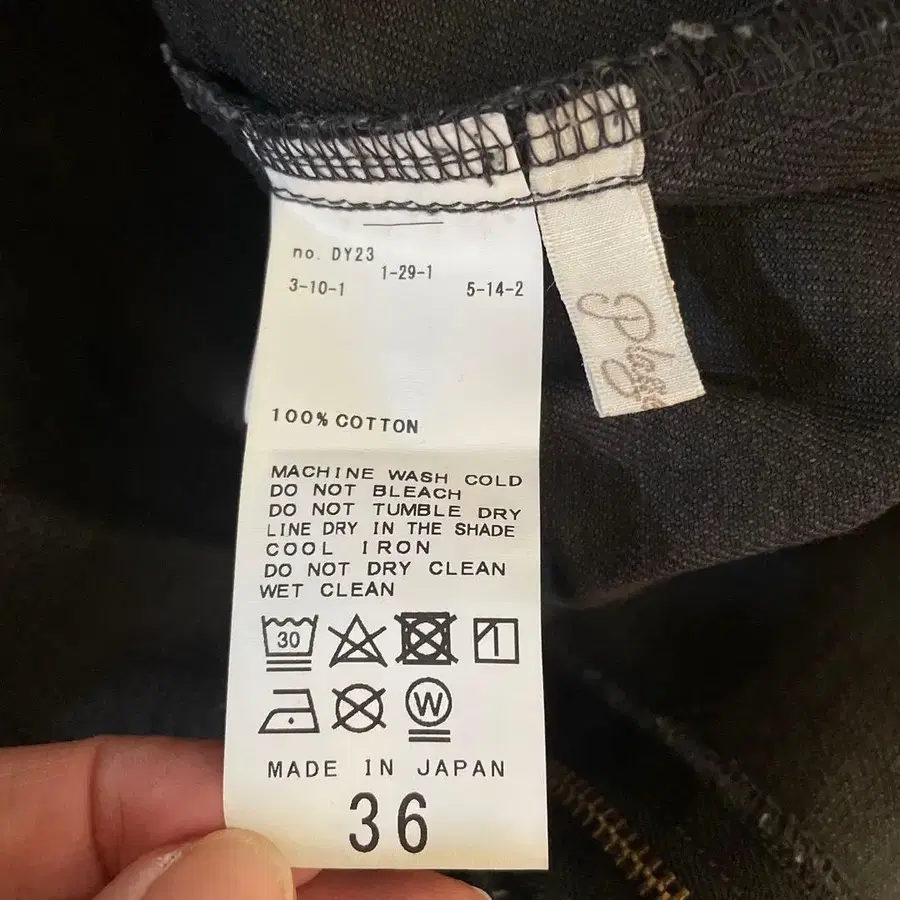 no. DY23
1-29-1
3-10-1 5-14-2
100% COTTON
MACHINE WASH COLD
DO NOT BLEACH
DO NOT TUMBLE DRY
LINE DRY IN THE SHADE
COOL IRON
DO NOT DRY CLEAN
WET CLEAN
30
W
MADE IN JAPAN
36